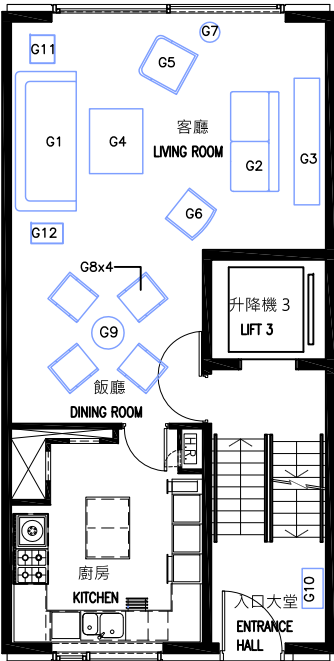 G7
G11
G5
G1
G4
客廳
LIVING ROOM
G2
G3
G6
G12
G8x4
升降機 3
LIFT 3
G9
飯廳
DINING ROOM
H.R.
廚房
KITCHEN
G10
入口大堂
ENTRANCE
HALL